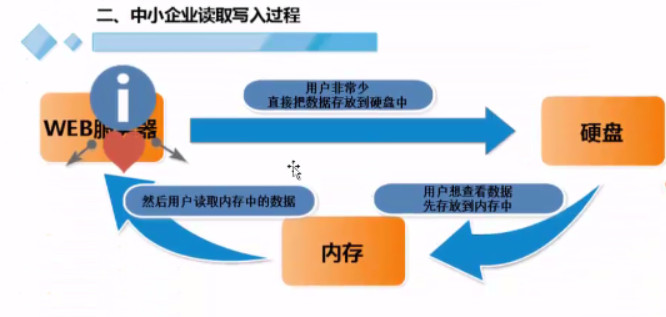 二、中小企业读取写入过程
用户非常少
直接把数据存放到硬盘中
WEB服 器
硬盘
用户想查看数据
先存放到内存中
然后用户读取内存中的数据
内存